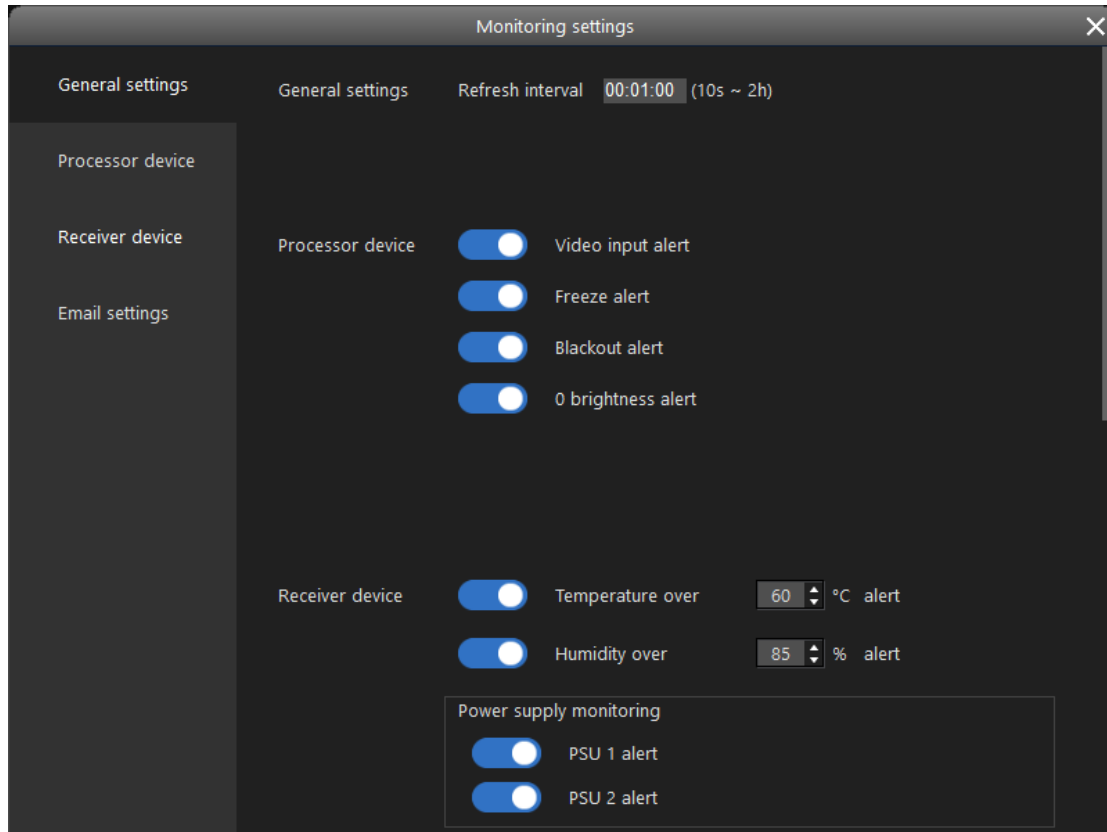 Monitoring settings
General settings
Processor device
Receiver device
Email settings
General settings Refresh interval 00:01:00 (10s ~ 2h)
Processor device Video input alert
Freeze alert
Blackout alert
0 brightness alert
Receiver device Temperature over 60 °C alert
Humidity over 85 % alert
Power supply monitoring
PSU 1 alert
PSU 2 alert